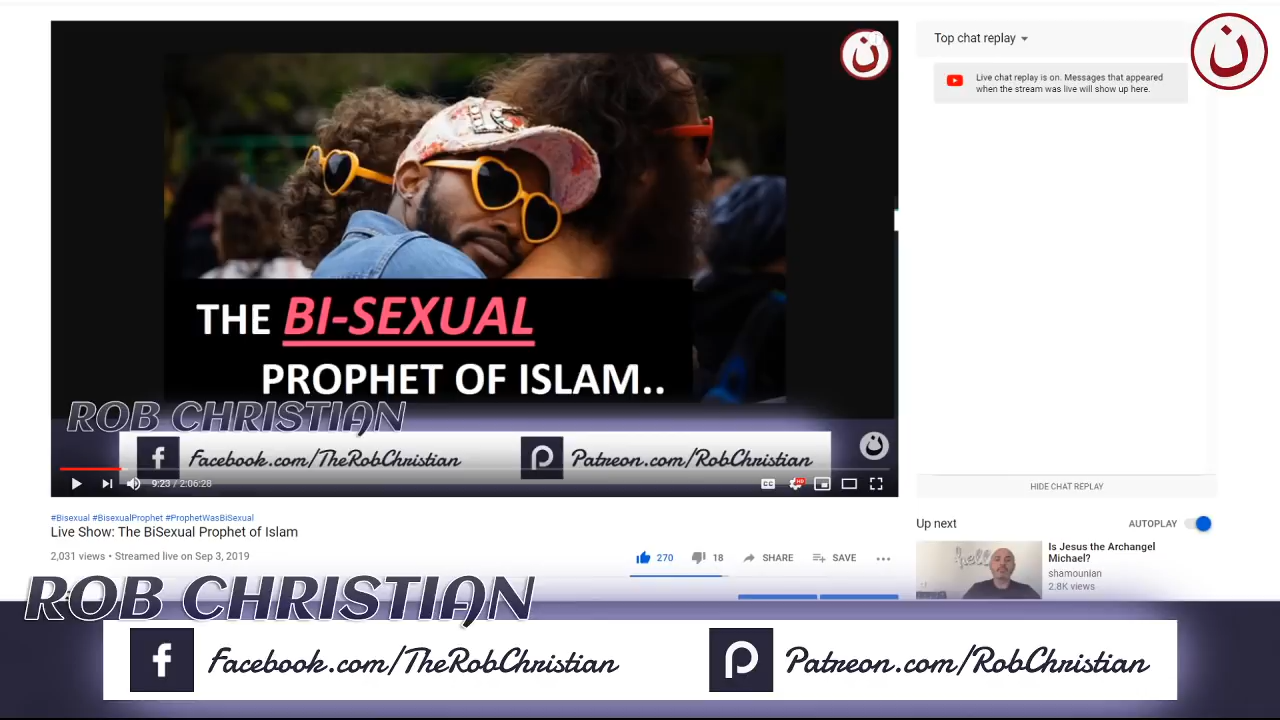 Top chat replay
ن
ن
Live chat replay is on. Messages that appeared
when the stream was live will show up here.
THE BI-SEXUAL
PROPHET OF ISLAM..
ROB CHRISTIAN
f Facebook.com/TheRobChristian
Patreon.com/RobChristian
ن
9:23 / 2:06:28
CC
HD
HIDE CHAT REPLAY
#Bisexual #BisexualProphet #ProphetWasBiSexual
Live Show: The BiSexual Prophet of Islam
2,031 views • Streamed live on Sep 3, 2019
270
18
SHARE
SAVE
Up next
AUTOPLAY
hello
Is Jesus the Archangel
Michael?
shamounian
2.8K views
ROB CHRISTIAN
f Facebook.com/TheRobChristian
Patreon.com/RobChristian